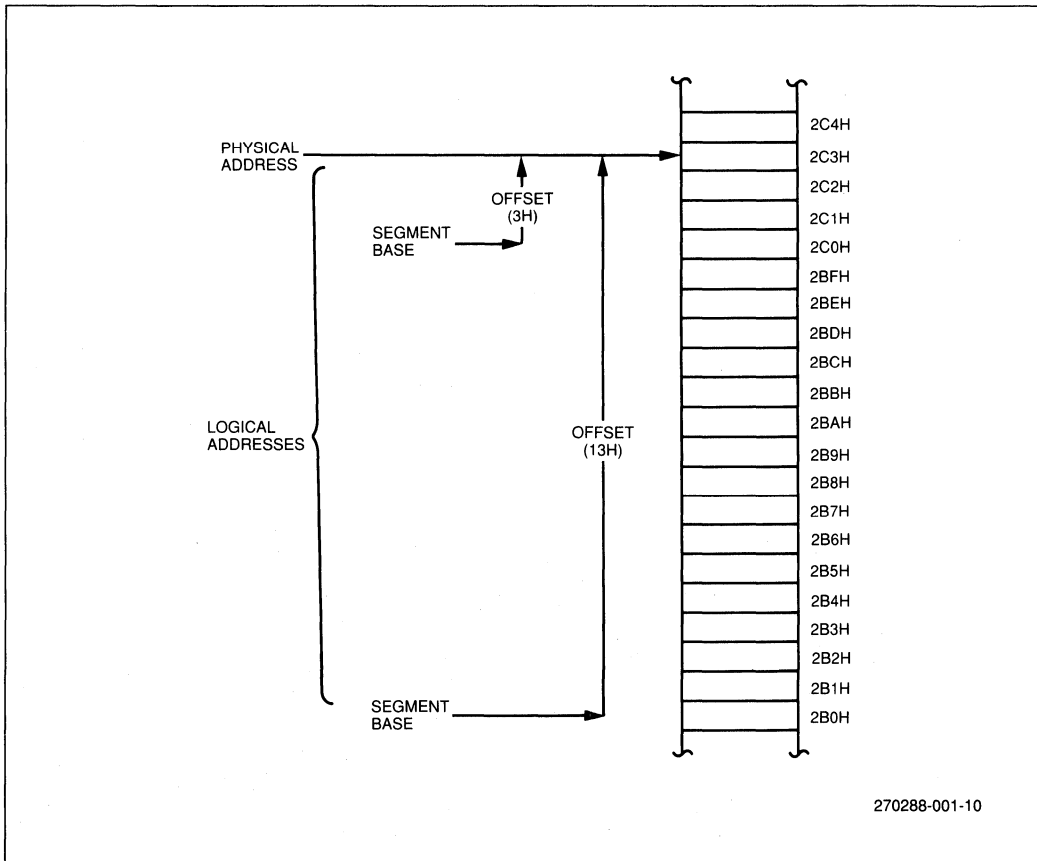 PHYSICAL
ADDRESS
OFFSET
(3H)
SEGMENT
BASE
LOGICAL
ADDRESSES
OFFSET
(13H)
SEGMENT
BASE
2C4H
2C3H
2C2H
2C1H
2C0H
2BFH
2BEH
2BDH
2BCH
2BBH
2BAH
2B9H
2B8H
2B7H
2B6H
2B5H
2B4H
2B3H
2B2H
2B1H
2B0H
270288-001-10